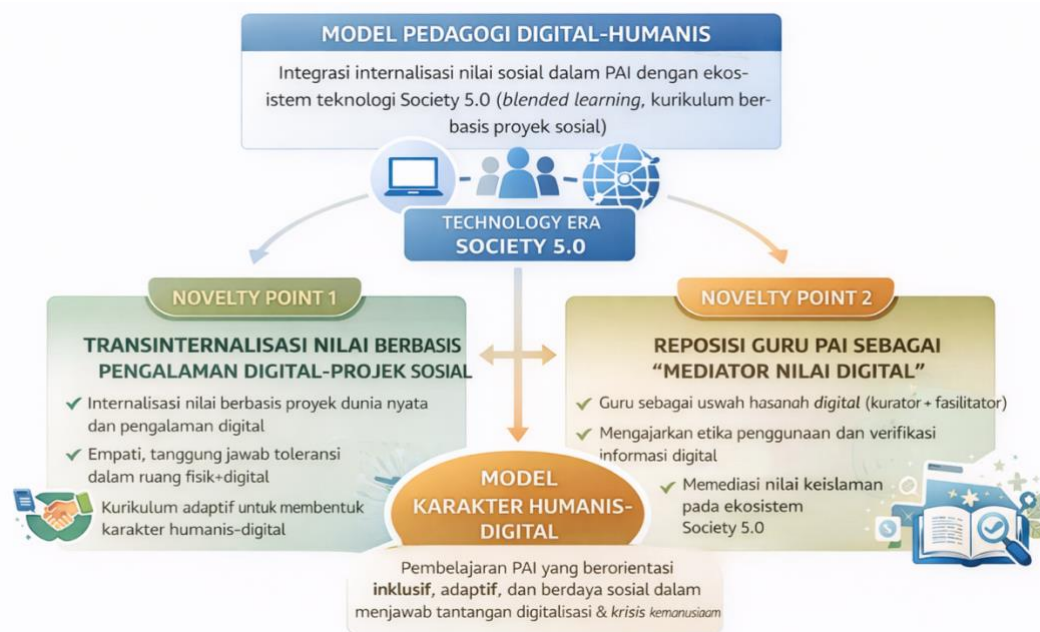 MODEL PEDAGOGI DIGITAL-HUMANIS
Integrasi internalisasi nilai sosial dalam PAI dengan ekos-
istem teknologi Society 5.0 (blended learning, kurikulum ber-
basis proyek sosial)
TECHNOLOGY ERA
SOCIETY 5.0
NOVELTY POINT 1
TRANSINTERNALISASI NILAI BERBASIS
PENGALAMAN DIGITAL-PROJEK SOSIAL
✓ Internalisasi nilai berbasis proyek dunia nyata
dan pengalaman digital
✓ Empati, tanggung jawab toleransi
dalam ruang fisik+digital
Kurikulum adaptif untuk membentuk
karakter humanis-digital
NOVELTY POINT 2
REPOSISI GURU PAI SEBAGAI
“MEDIATOR NILAI DIGITAL”
✓ Guru sebagai uswah hasanah digital (kurator + fasilitator)
✓ Mengajarkan etika penggunaan dan verifikasi
informasi digital
✓ Memediasi nilai keislaman
pada ekosistem
Society 5.0
MODEL
KARAKTER HUMANIS-
DIGITAL
Pembelajaran PAI yang berorientasi
inklusif, adaptif, dan berdaya sosial dalam
menjawab tantangan digitalisasi & krisis kemanusiaam